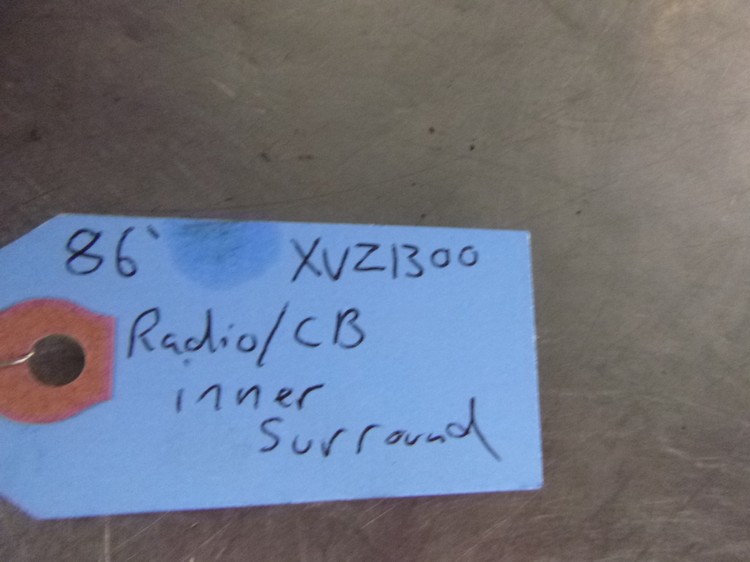 86' XVZ1300
Radio/CB
inner
Surround